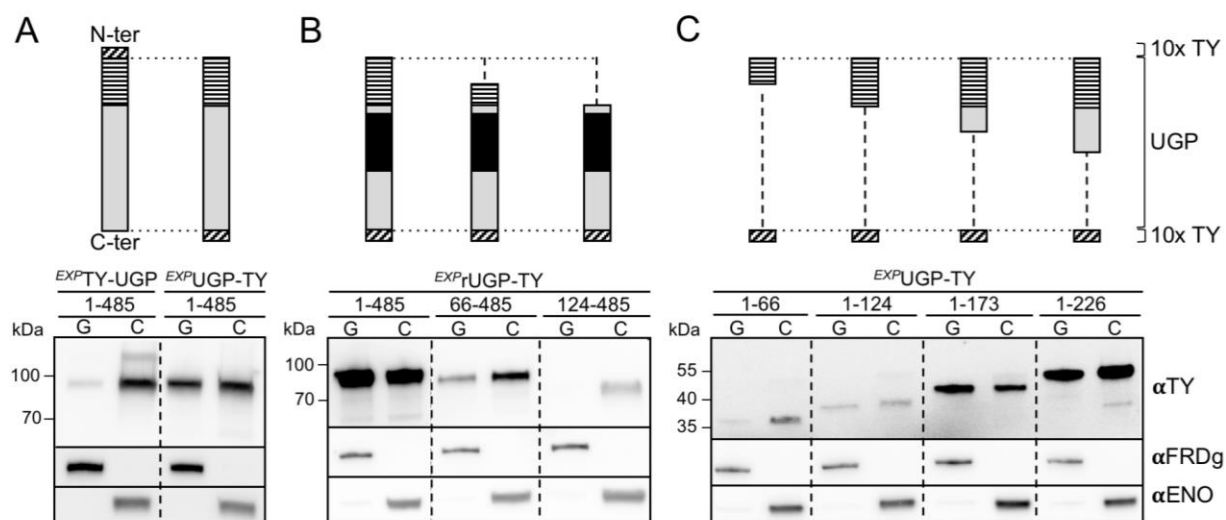 A
B
C
N-ter
C-ter
10x TY
UGP
10x TY
EXPTY-UGP EXPUGP-TY
1-485 1-485
G C G C
kDa
100
70
EXPrUGP-TY
1-485 66-485 124-485
G C G C G C
kDa
100
70
EXPUGP-TY
1-66 1-124 1-173 1-226
G C G C G C G C
kDa
55
40
35
αTY
αFRDg
αENO